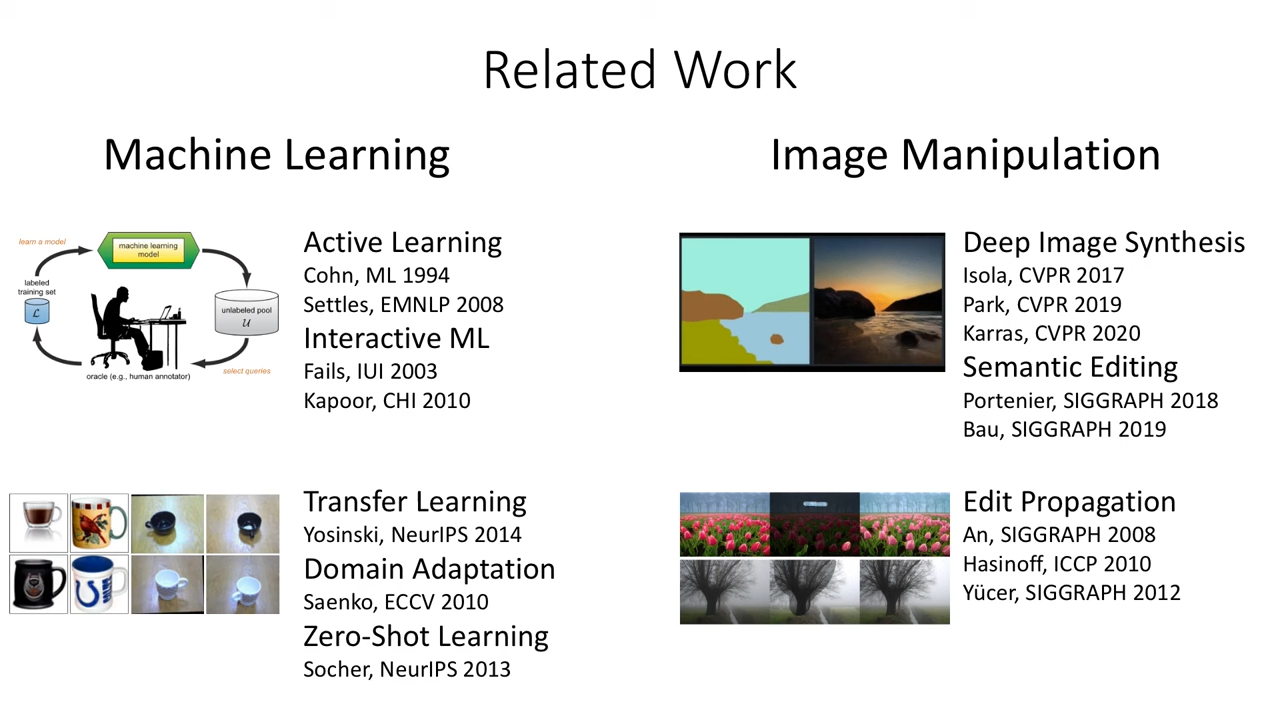 Related Work
Machine Learning
learn a model
machine learning
model
labeled
training set
L
unlabeled pool
U
oracle (e.g., human annotator)
select queries
Active Learning
Cohn, ML 1994
Settles, EMNLP 2008
Interactive ML
Fails, IUI 2003
Kapoor, CHI 2010
Transfer Learning
Yosinski, NeurIPS 2014
Domain Adaptation
Saenko, ECCV 2010
Zero-Shot Learning
Socher, NeurIPS 2013
Image Manipulation
Deep Image Synthesis
Isola, CVPR 2017
Park, CVPR 2019
Karras, CVPR 2020
Semantic Editing
Portenier, SIGGRAPH 2018
Bau, SIGGRAPH 2019
Edit Propagation
An, SIGGRAPH 2008
Hasinoff, ICCP 2010
Yücer, SIGGRAPH 2012